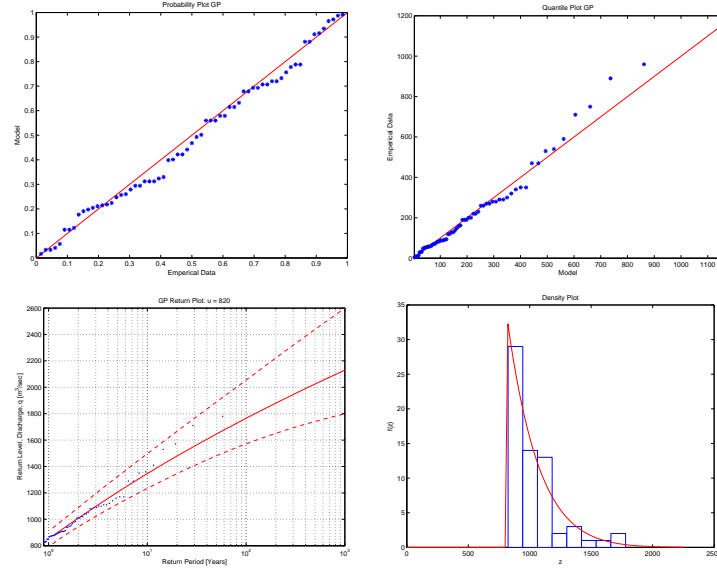 Probability Plot GP
1
0.9
0.8
0.7
0.6
0.5
0.4
0.3
0.2
0.1
0
Model
0 0.1 0.2 0.3 0.4 0.5 0.6 0.7 0.8 0.9 1
Emperical Data
Quantile Plot GP
1200
1000
800
600
400
200
0
Emperical Data
100 200 300 400 500 600 700 800 900 1000 1100
Model
GP Return Plot. u = 820
2600
2400
2200
2000
1800
1600
1400
1200
1000
800
Return Level. Discharge, q [m³/sec]
10⁰ 10¹ 10² 10³
Return Period [Years]
Density Plot
35
30
25
20
15
10
5
0
f(z)
0 500 1000 1500 2000 2500
z